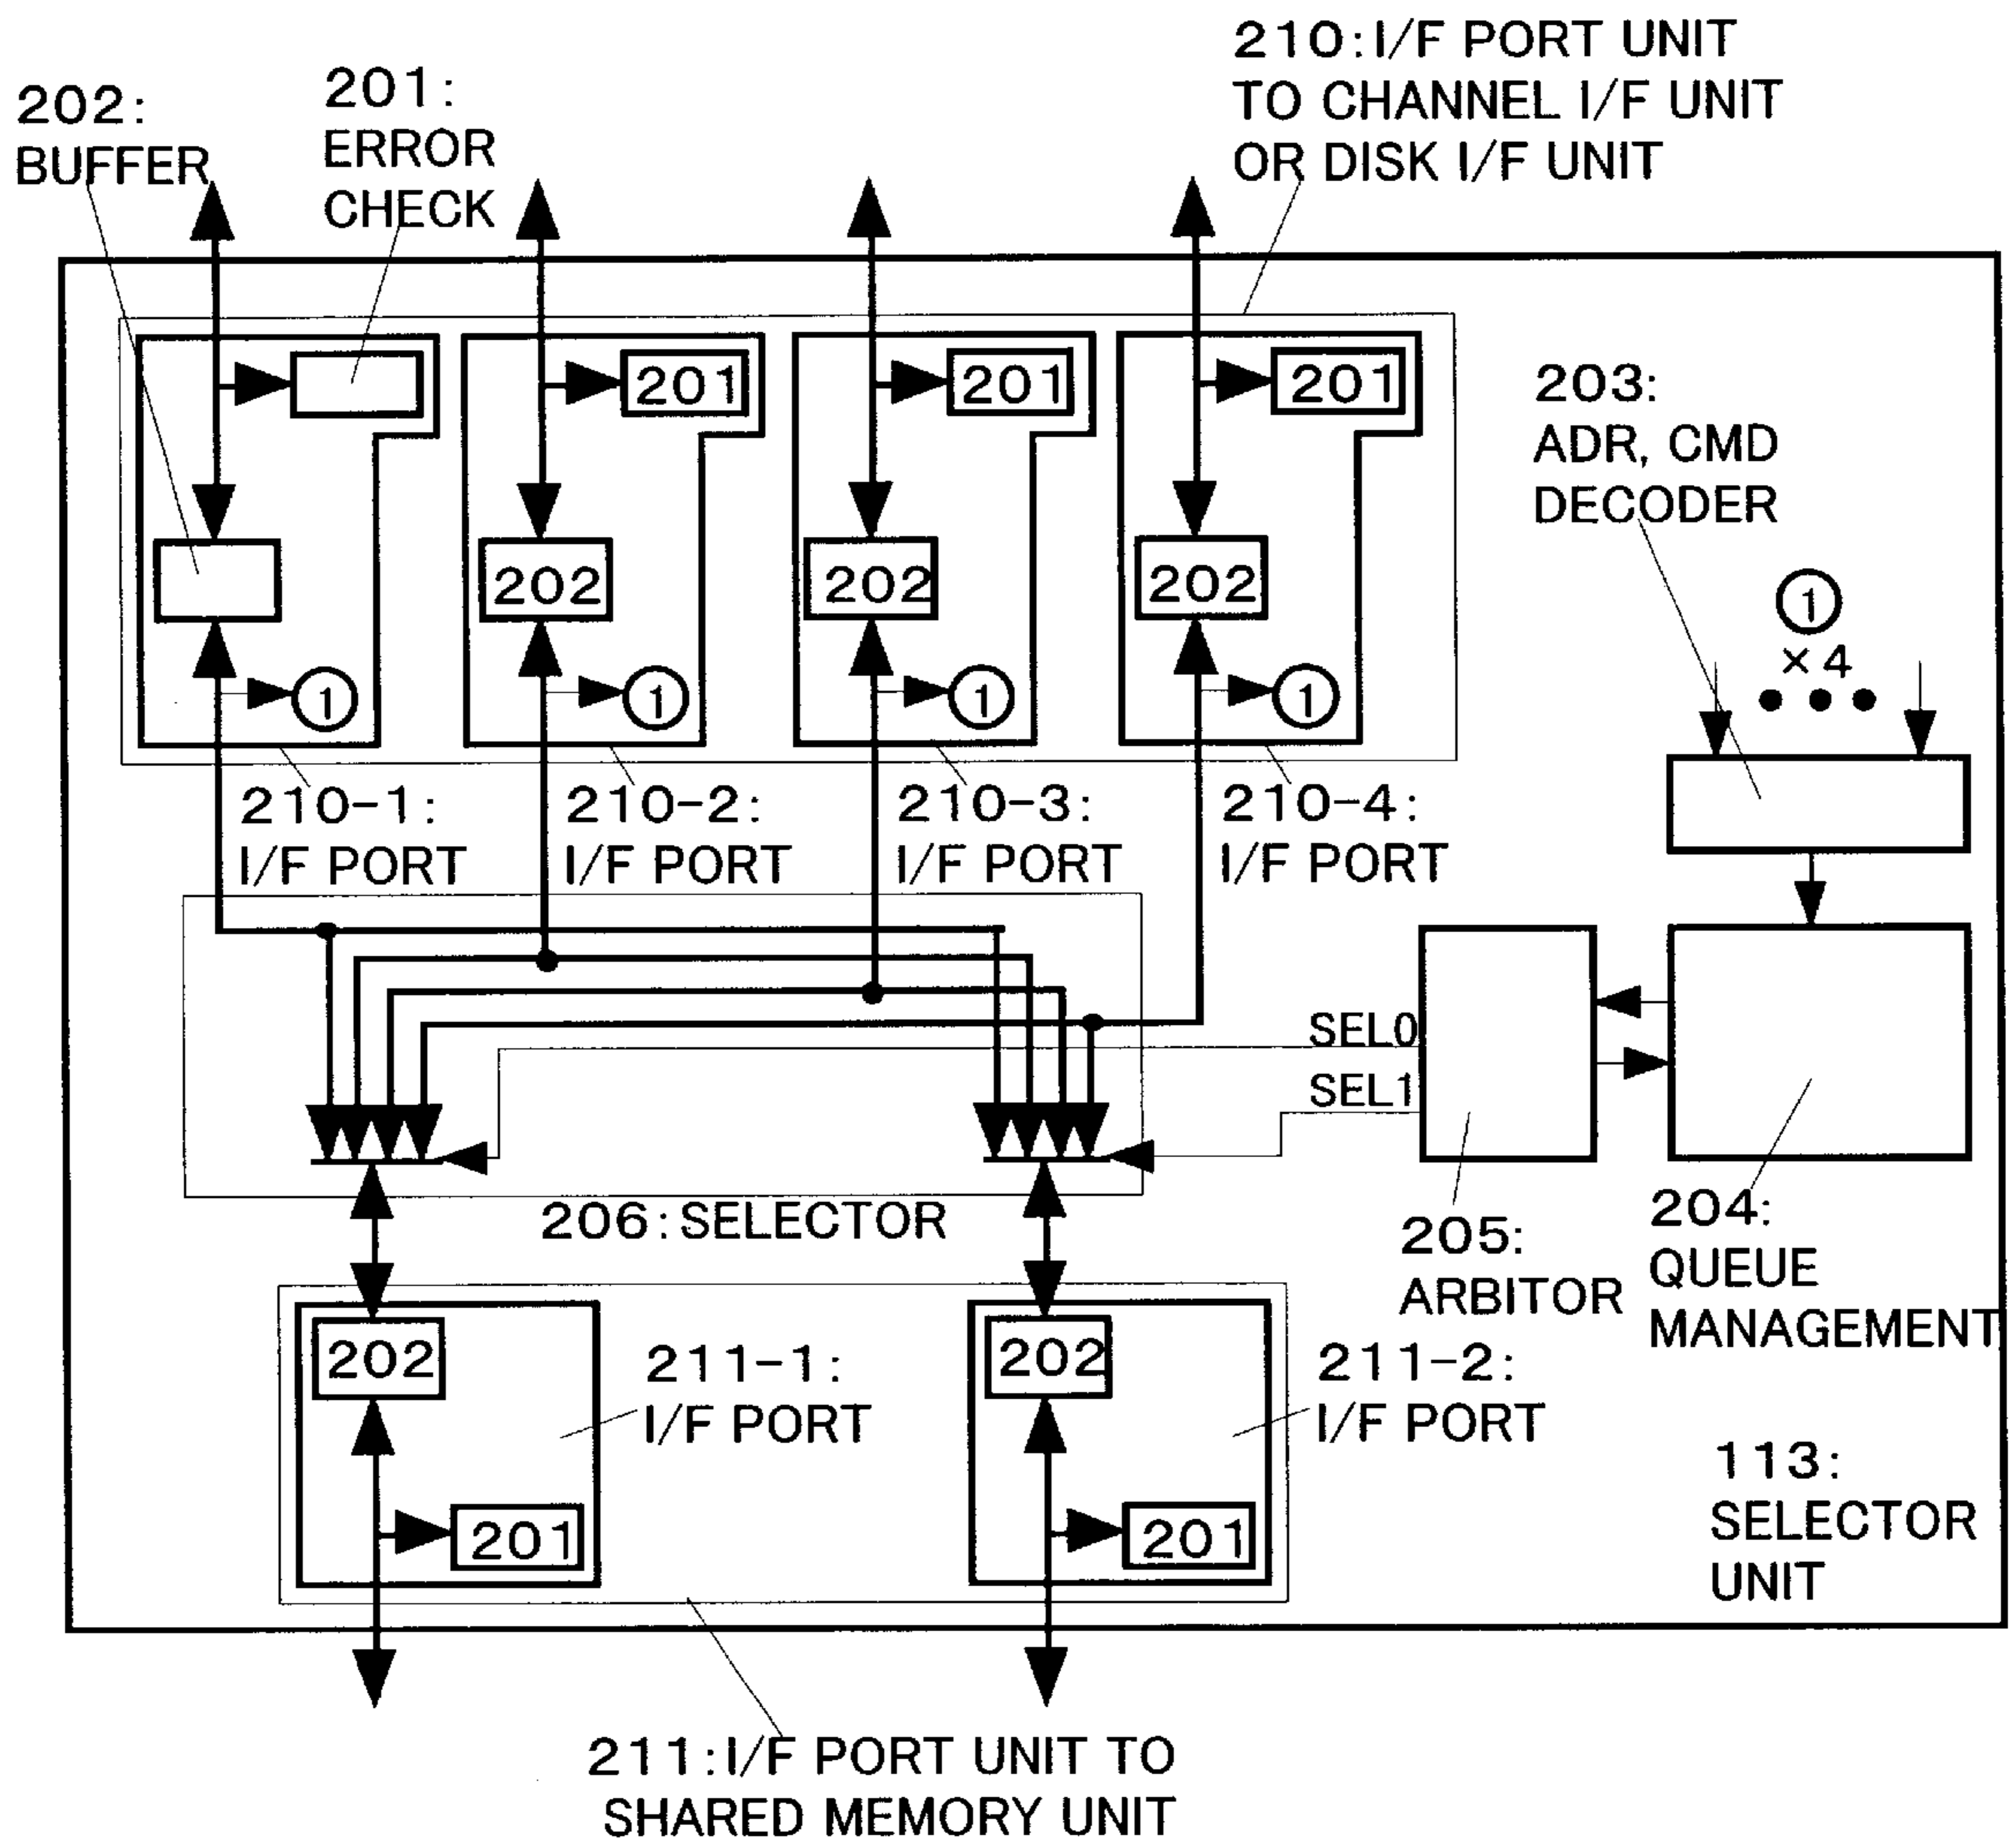 210:I/F PORT UNIT
TO CHANNEL I/F UNIT
OR DISK I/F UNIT
202:
BUFFER
201:
ERROR
CHECK
201
201
201
203:
ADR, CMD
DECODER
202
202
202
①
×4
①
①
①
①
210-1:
I/F PORT
210-2:
I/F PORT
210-3:
I/F PORT
210-4:
I/F PORT
SEL0
SEL1
206:SELECTOR
205:
ARBITOR
204:
QUEUE
MANAGEMENT
202
211-1:
I/F PORT
202
211-2:
I/F PORT
201
201
113:
SELECTOR
UNIT
211:I/F PORT UNIT TO
SHARED MEMORY UNIT